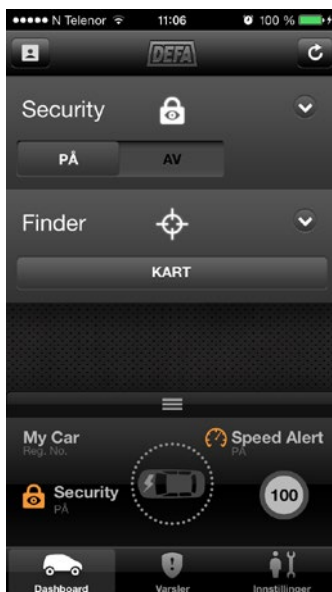 N Telenor 11:06 100 %
DEFA
Security
PÅ AV
Finder
KART
My Car Speed Alert
Reg. No. PÅ
Security
PÅ
100
Dashboard Varsler Innstillinger